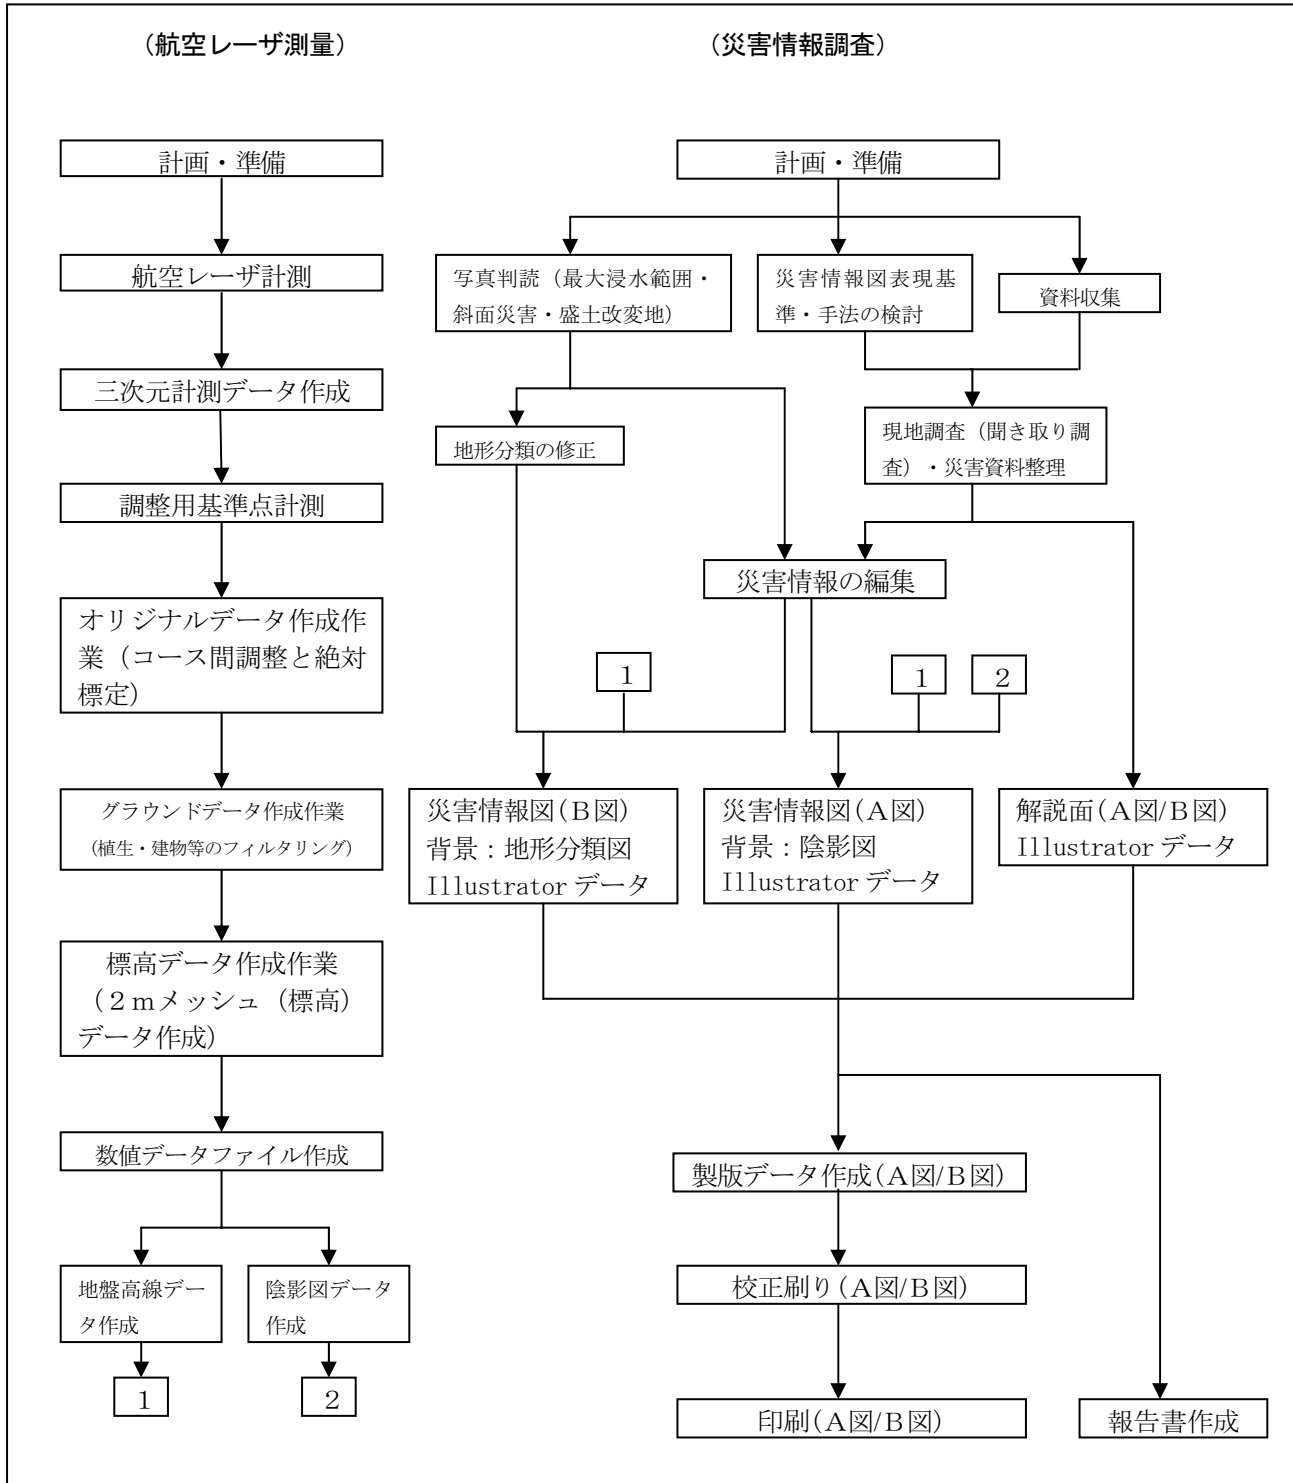 （航空レーザ測量）
計画・準備
航空レーザ計測
三次元計測データ作成
調整用基準点計測
オリジナルデータ作成作
業（コース間調整と絶対
標定）
グラウンドデータ作成作業
（植生・建物等のフィルタリング）
標高データ作成作業
（２ｍメッシュ（標高）
データ作成）
数値データファイル作成
地盤高線デー
タ作成
陰影図データ
作成
１
２
（災害情報調査）
計画・準備
写真判読（最大浸水範囲・
斜面災害・盛土改変地）
災害情報図表現基
準・手法の検討
資料収集
地形分類の修正
現地調査（聞き取り調
査）・災害資料整理
災害情報の編集
１
１
２
災害情報図(Ｂ図)
背景：地形分類図
Illustrator データ
災害情報図(Ａ図)
背景：陰影図
Illustrator データ
解説面(Ａ図/Ｂ図)
Illustrator データ
製版データ作成(Ａ図/Ｂ図)
校正刷り(Ａ図/Ｂ図)
印刷(Ａ図/Ｂ図)
報告書作成